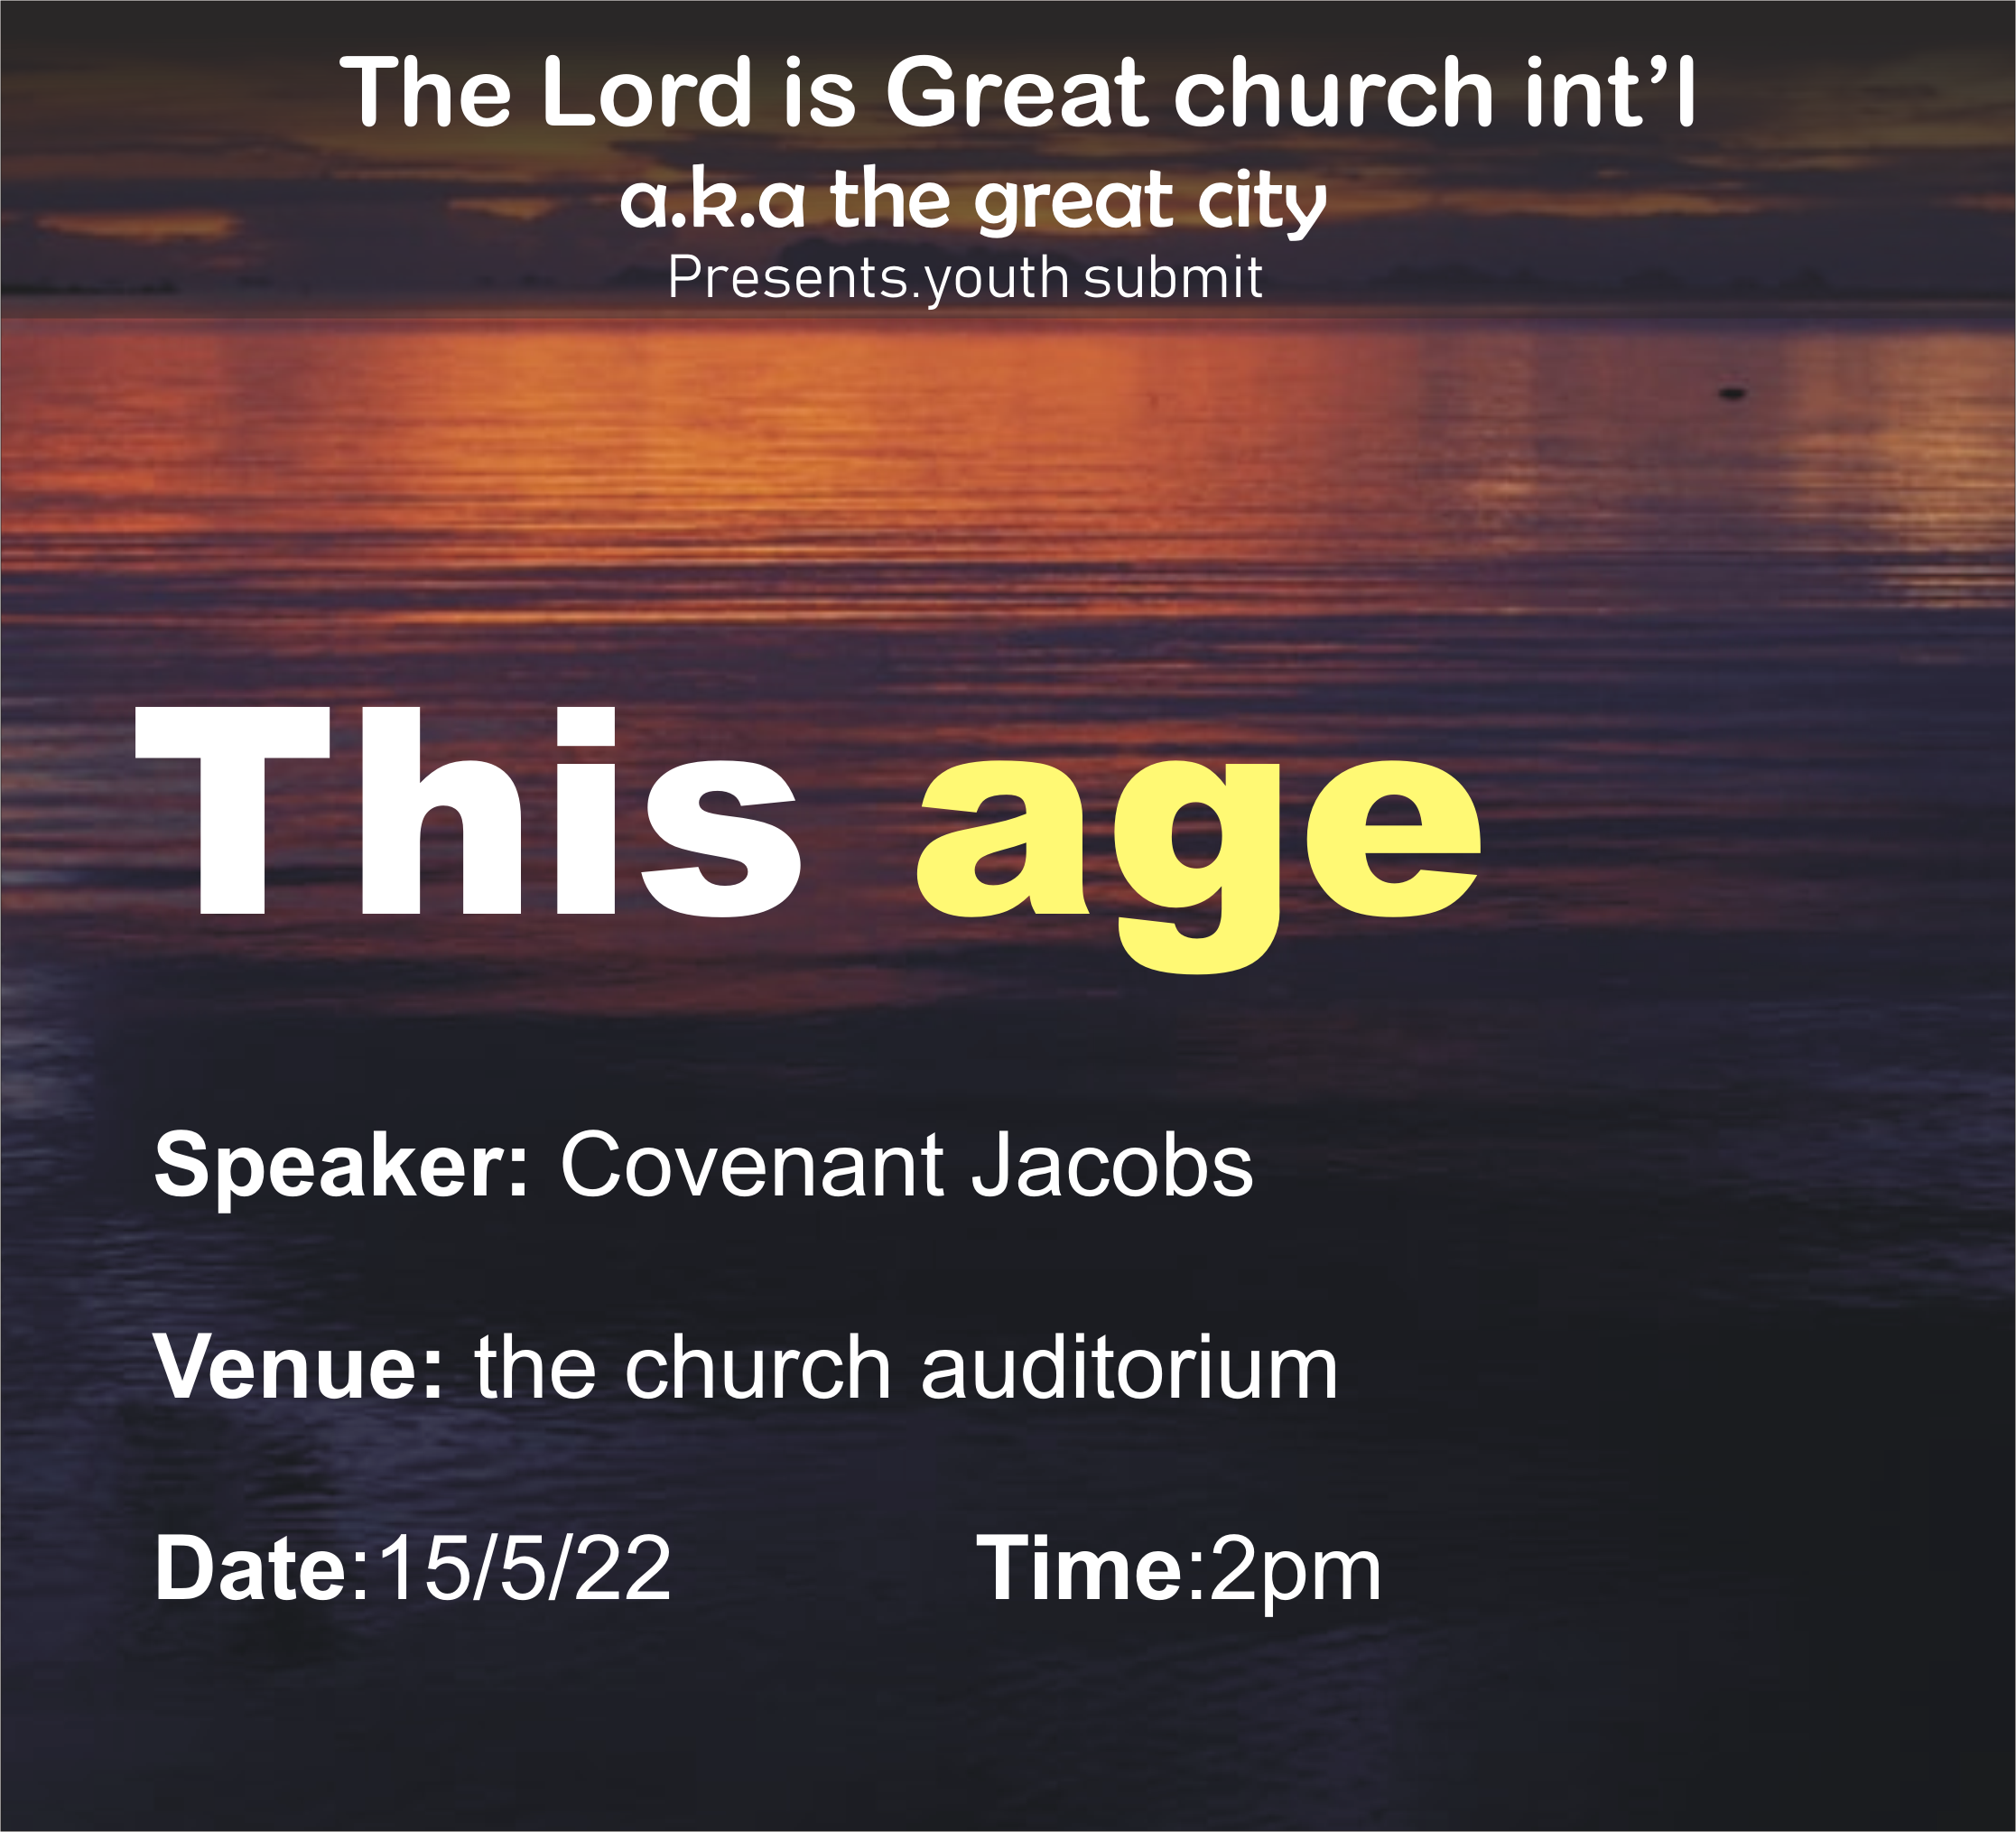 The Lord is Great church int’l
a.k.a the great city
Presents.youth submit
This age
Speaker: Covenant Jacobs
Venue: the church auditorium
Date:15/5/22 Time:2pm